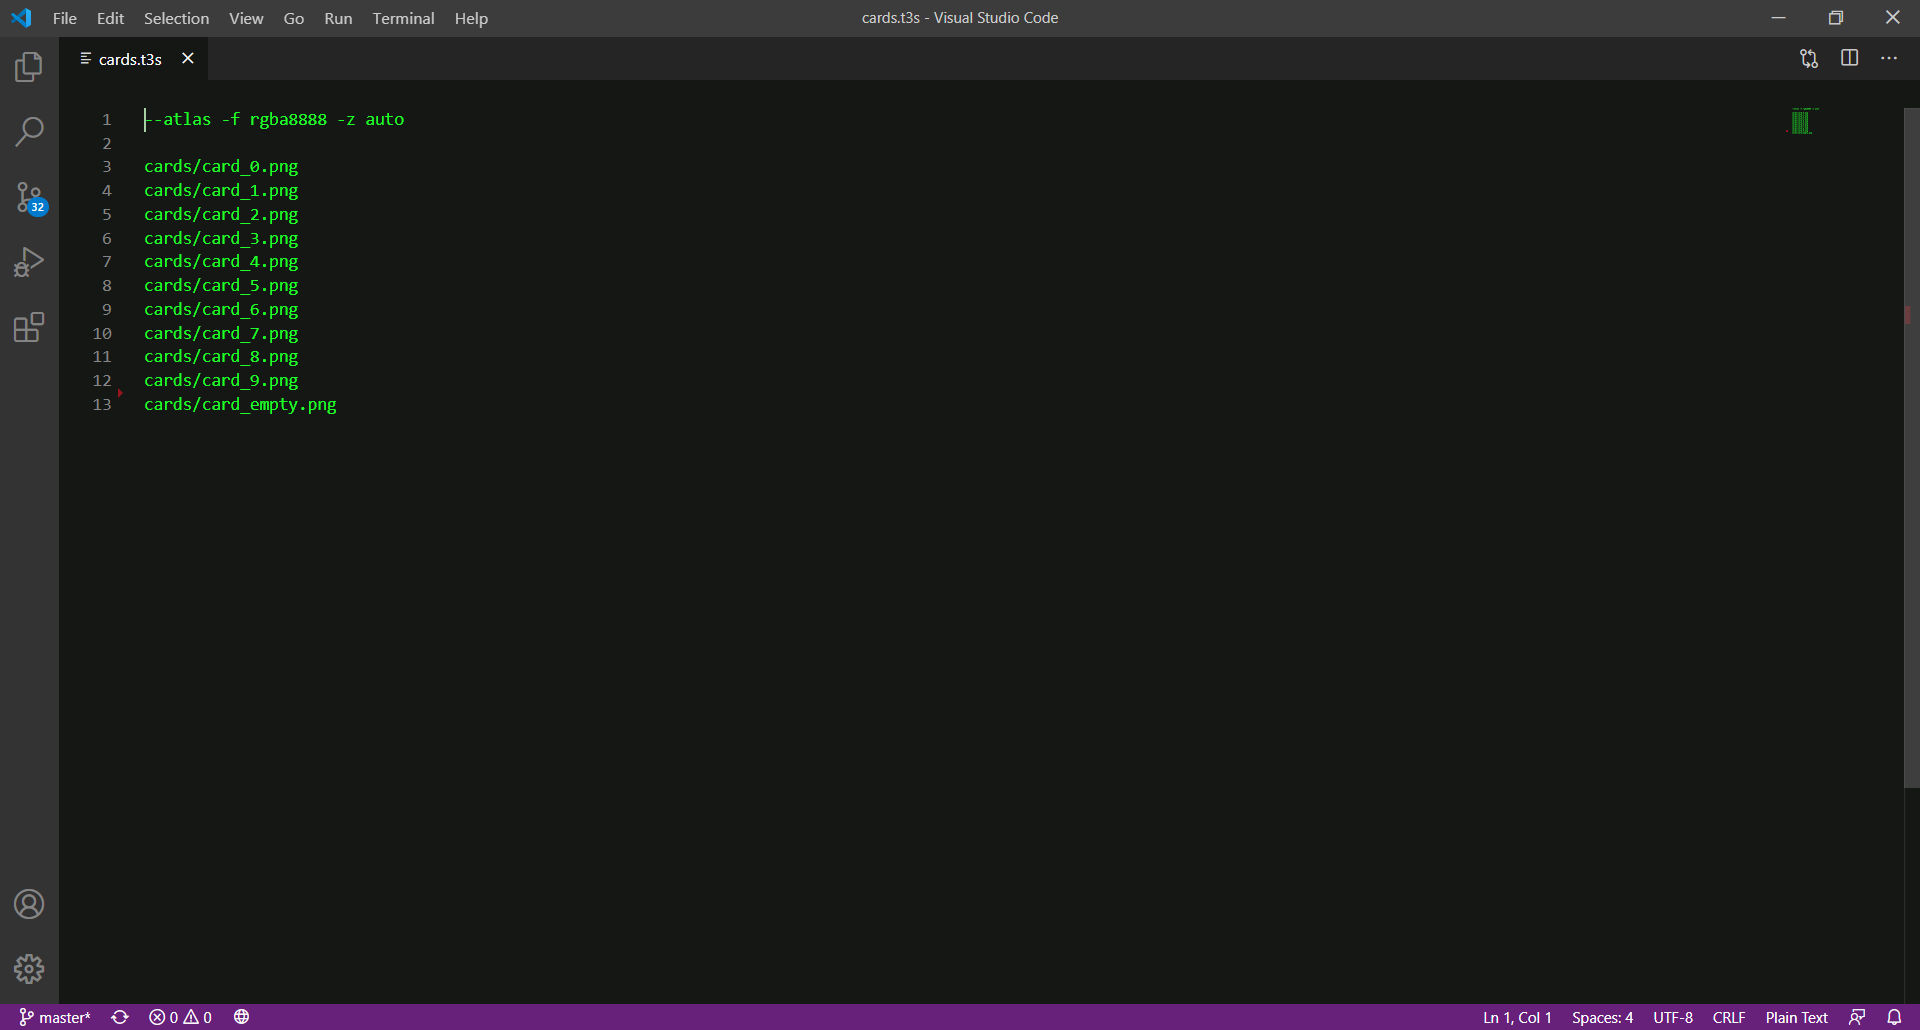 File Edit Selection View Go Run Terminal Help cards.t3s - Visual Studio Code
cards.t3s
1 --atlas -f rgba8888 -z auto
2
3 cards/card_0.png
4 cards/card_1.png
32
5 cards/card_2.png
6 cards/card_3.png
7 cards/card_4.png
8 cards/card_5.png
9 cards/card_6.png
10 cards/card_7.png
11 cards/card_8.png
12 cards/card_9.png
13 cards/card_empty.png
master* 0 0 Ln 1, Col 1 Spaces: 4 UTF-8 CRLF Plain Text